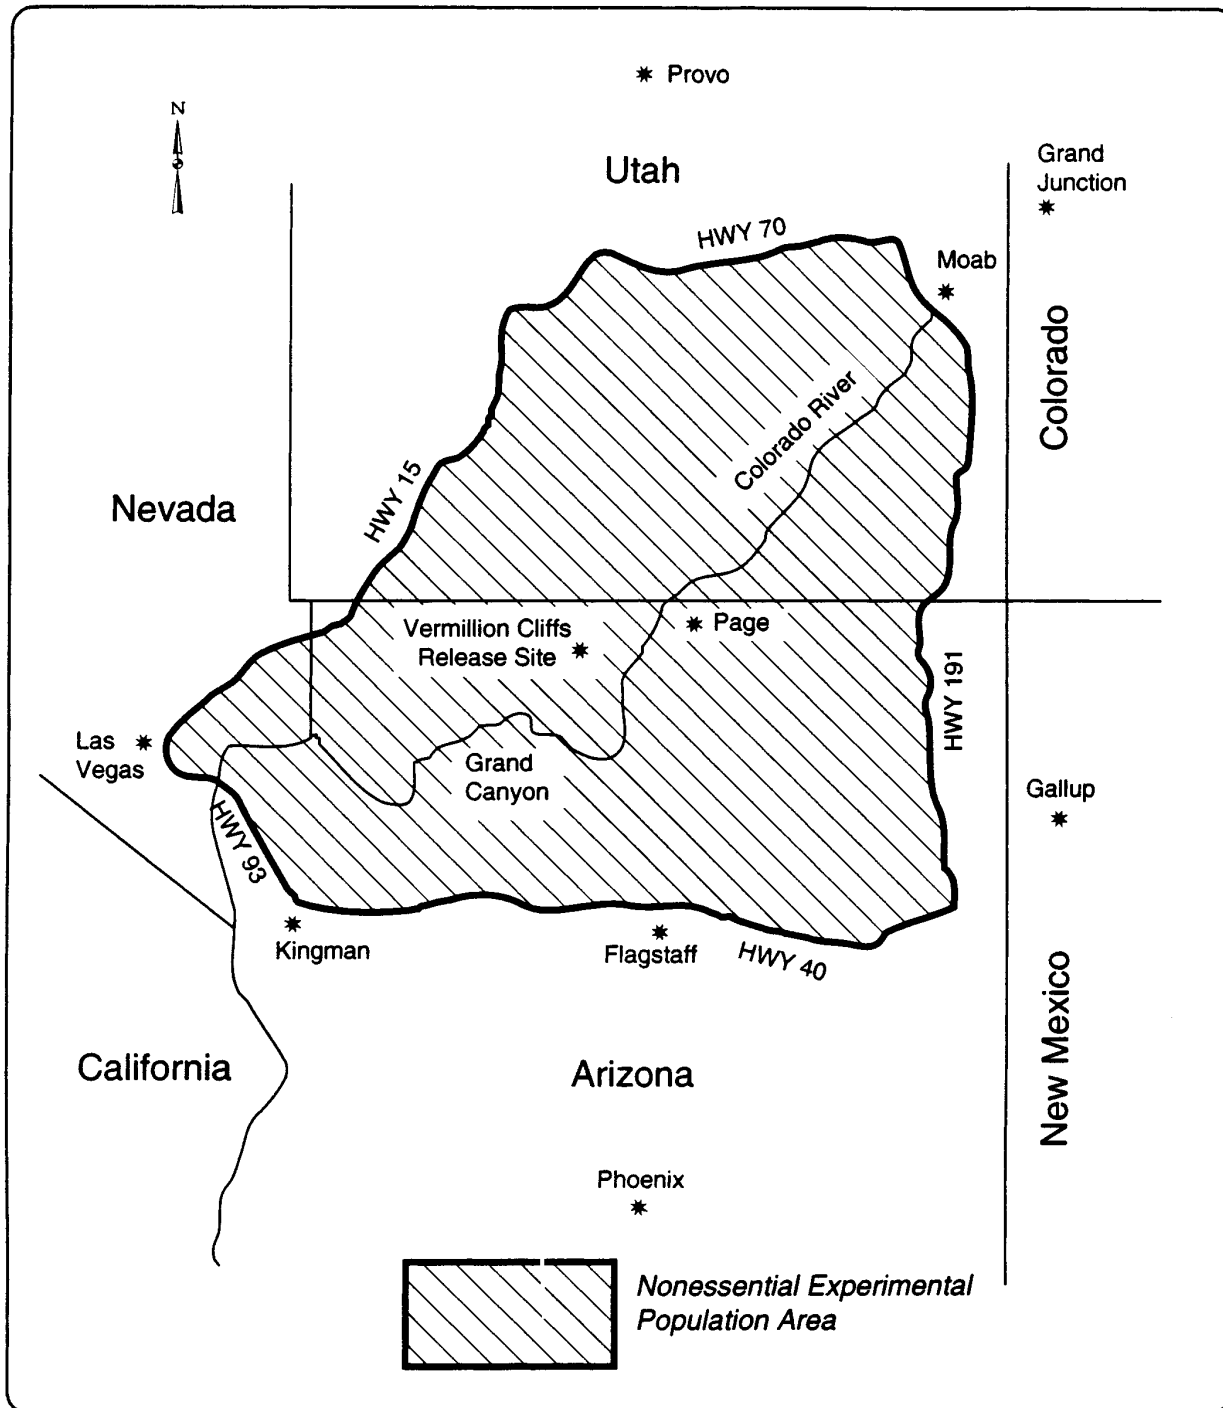 Provo
N
Utah
Grand
Junction
HWY 70
Moab
Colorado
Colorado River
HWY 15
Nevada
Vermillion Cliffs
Release Site
Page
HWY 191
Las
Vegas
Grand
Canyon
Gallup
HWY 93
Kingman
Flagstaff
HWY 40
New Mexico
California
Arizona
Phoenix
Nonessential Experimental
Population Area